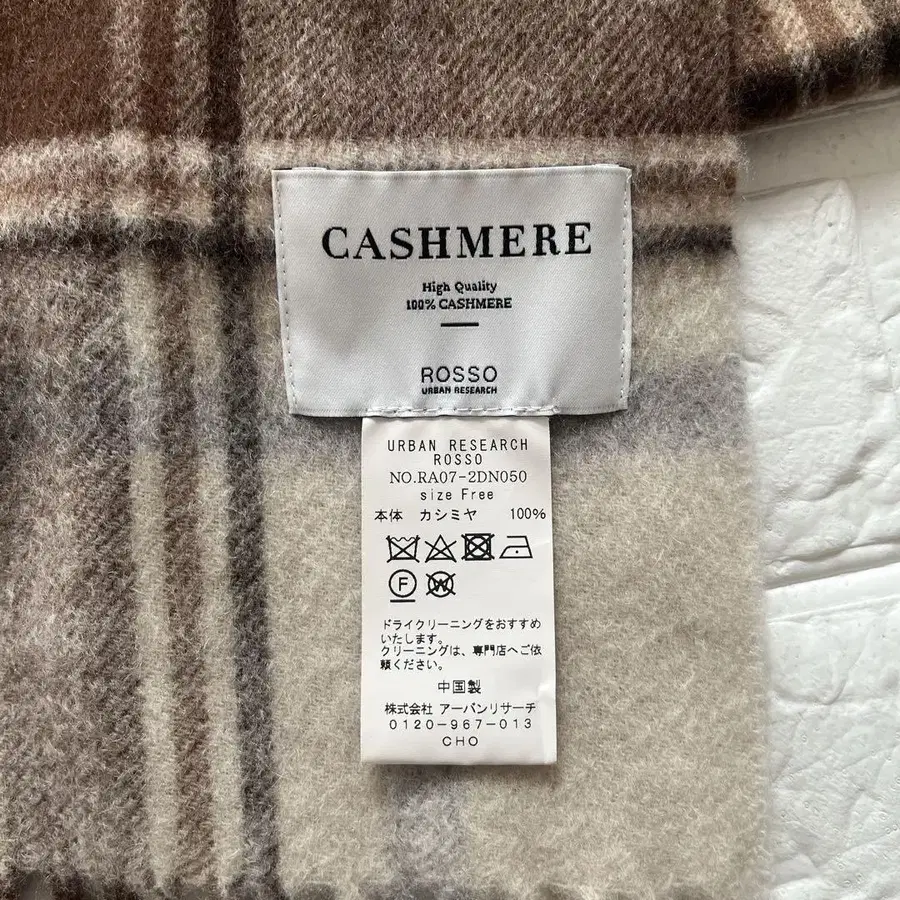 CASHMERE
High Quality
100% CASHMERE
ROSSO
URBAN RESEARCH
URBAN RESEARCH
ROSSO
NO.RA07-2DN050
size Free
本体 カシミヤ 100%
F W
ドライクリーニングをおすすめ
いたします。
クリーニングは、専門店へご依
頼ください。
中国製
株式会社 アーバンリサーチ
0120-967-013
CHO